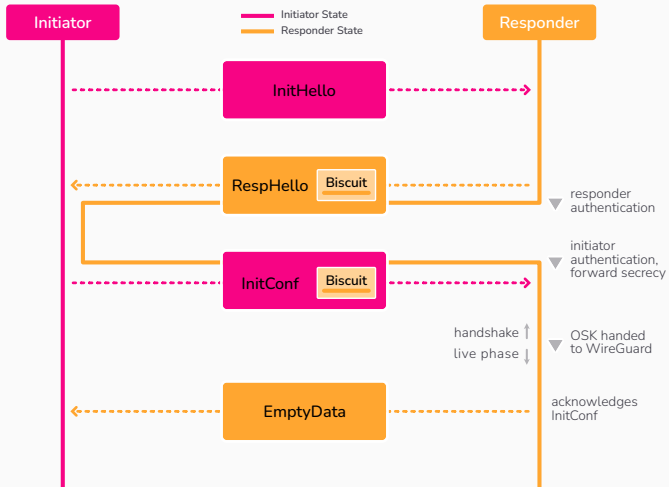 Initiator
Initiator State
Responder State
Responder
InitHello
RespHello
Biscuit
responder
authentication
initiator
authentication,
forward secrecy
InitConf
Biscuit
handshake
live phase
OSK handed
to WireGuard
EmptyData
acknowledges
InitConf